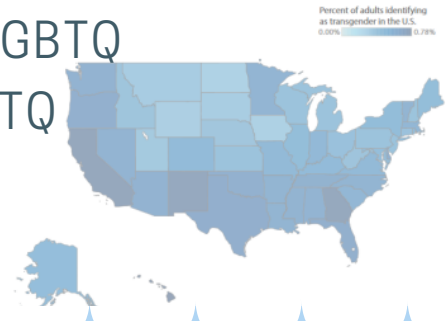 GBTQ
TQ
Percent of adults identifying
as transgender in the U.S.
0.00% 0.78%